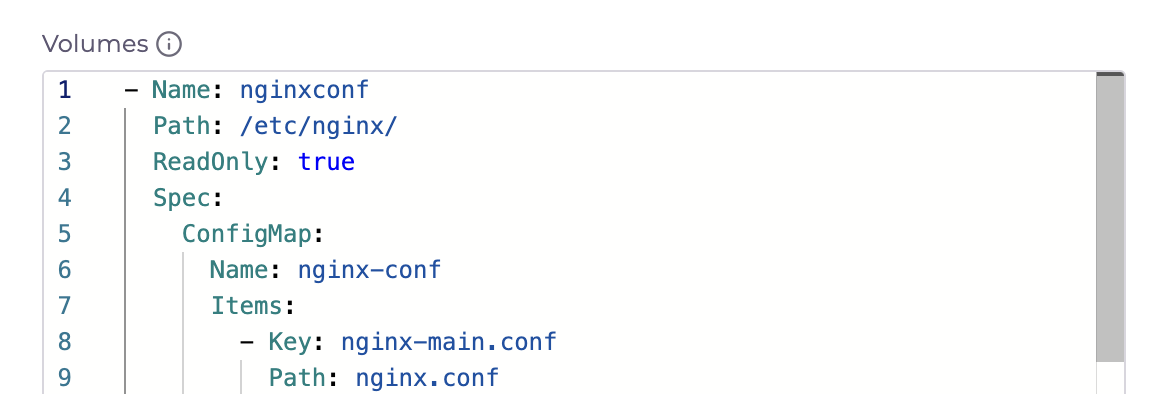 Volumes
1 - Name: nginxconf
2 Path: /etc/nginx/
3 ReadOnly: true
4 Spec:
5 ConfigMap:
6 Name: nginx-conf
7 Items:
8 - Key: nginx-main.conf
9 Path: nginx.conf